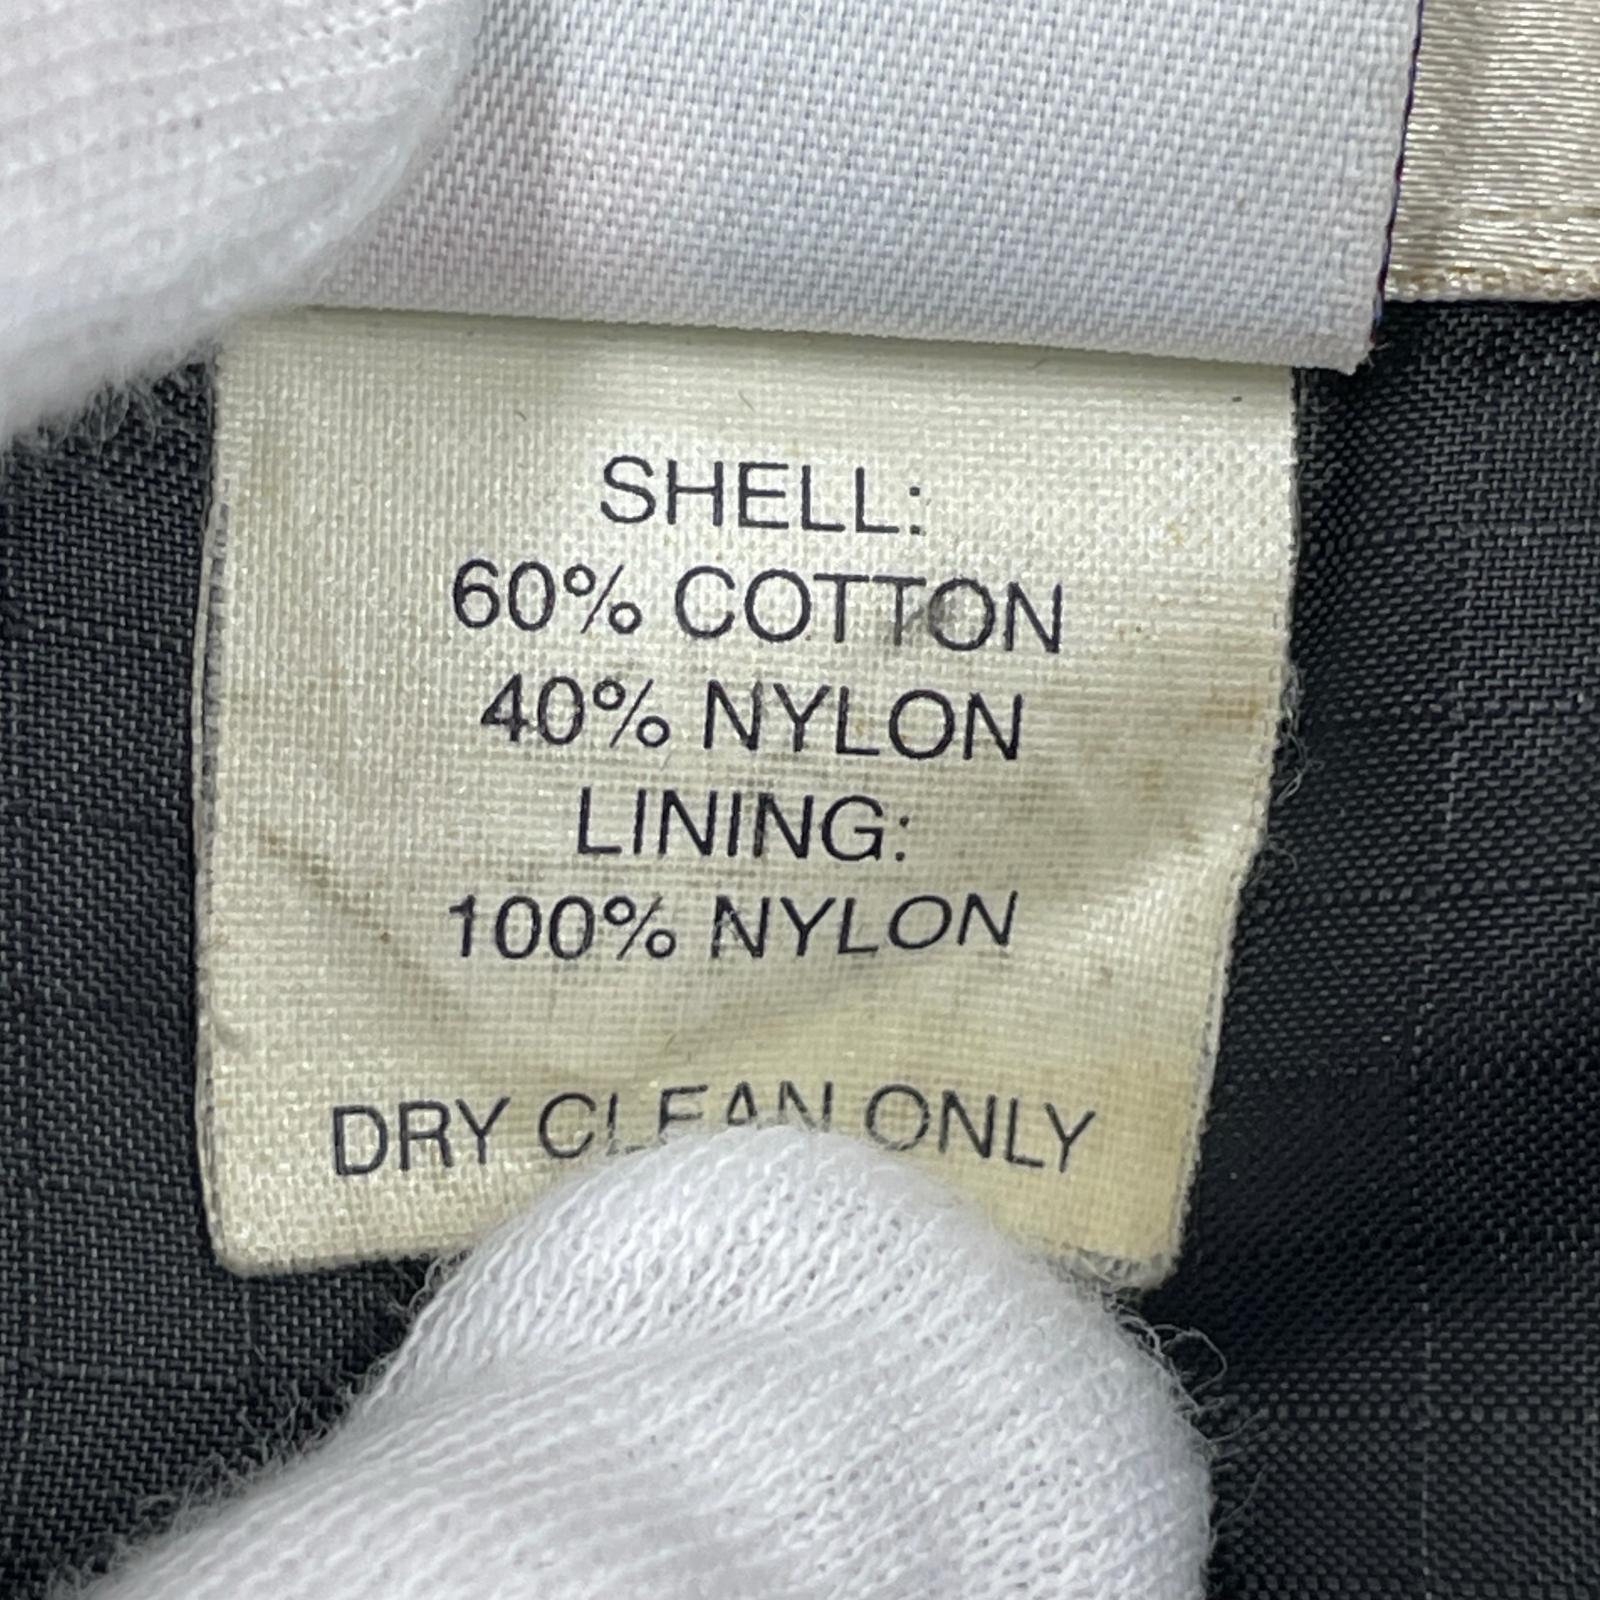 SHELL:
60% COTTON
40% NYLON
LINING:
100% NYLON
DRY CLEAN ONLY